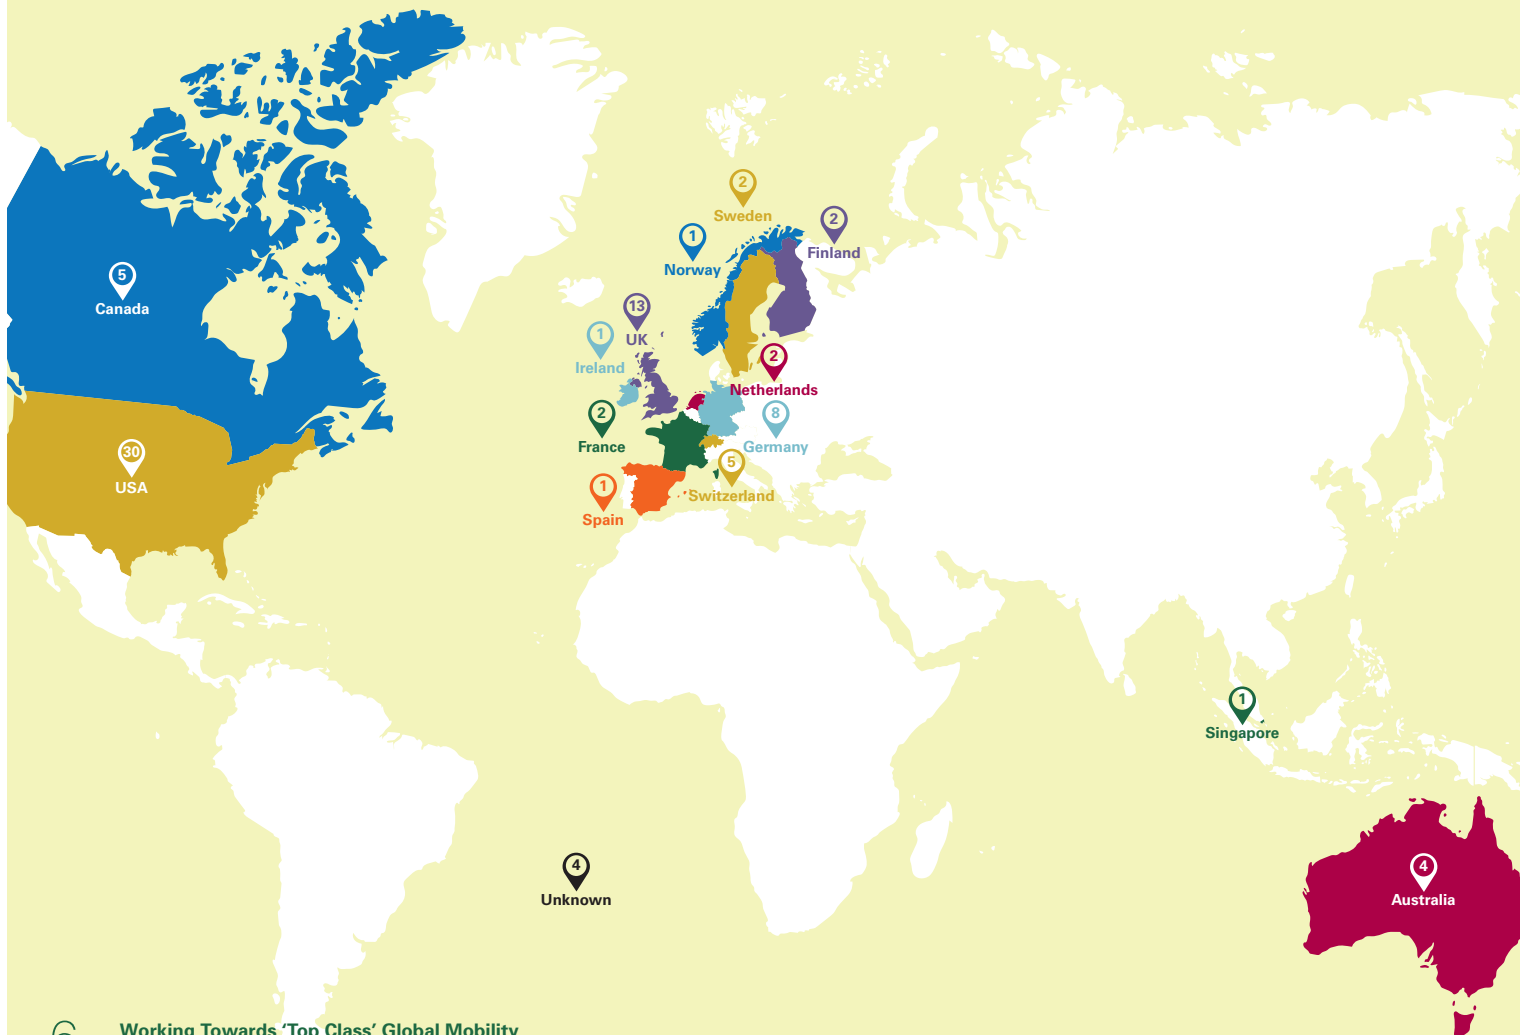 2
Sweden
2
Finland
1
Norway
5
Canada
13
UK
1
Ireland
2
Netherlands
2
France
8
Germany
30
USA
5
Switzerland
1
Spain
1
Singapore
4
Unknown
4
Australia
Working Towards ‘Top Class’ Global Mobility